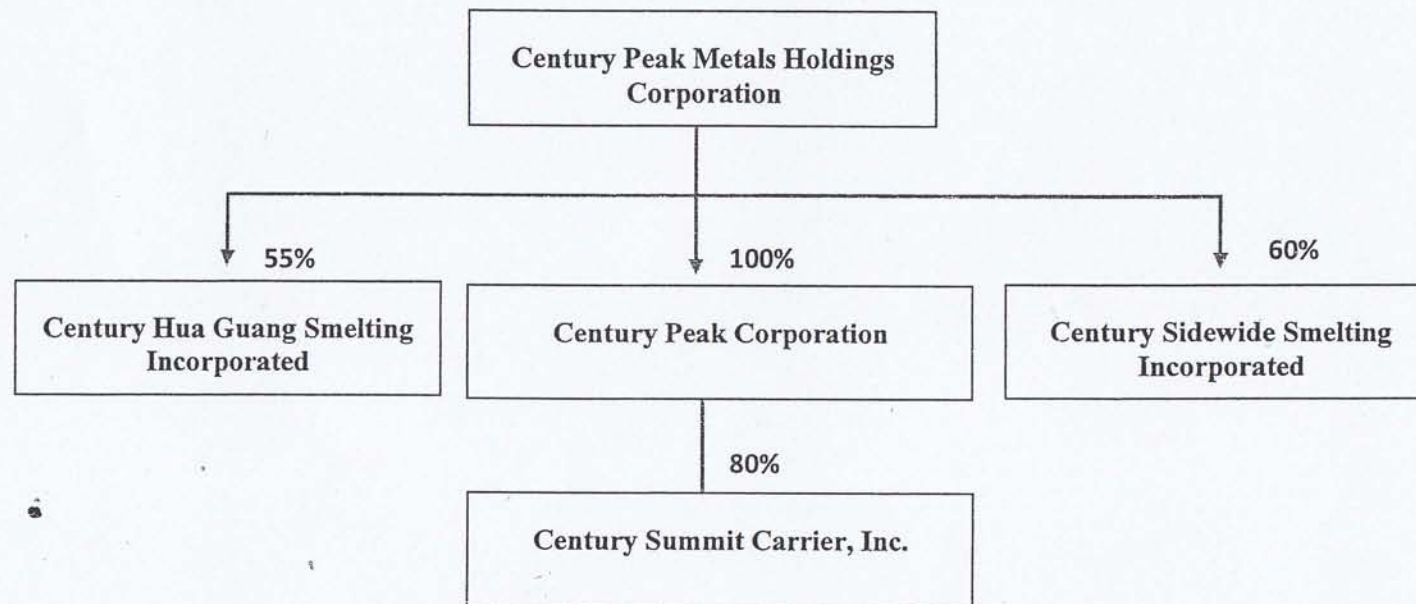 Century Peak Metals Holdings
Corporation
55%
100%
60%
Century Hua Guang Smelting
Incorporated
Century Peak Corporation
Century Sidewide Smelting
Incorporated
80%
Century Summit Carrier, Inc.